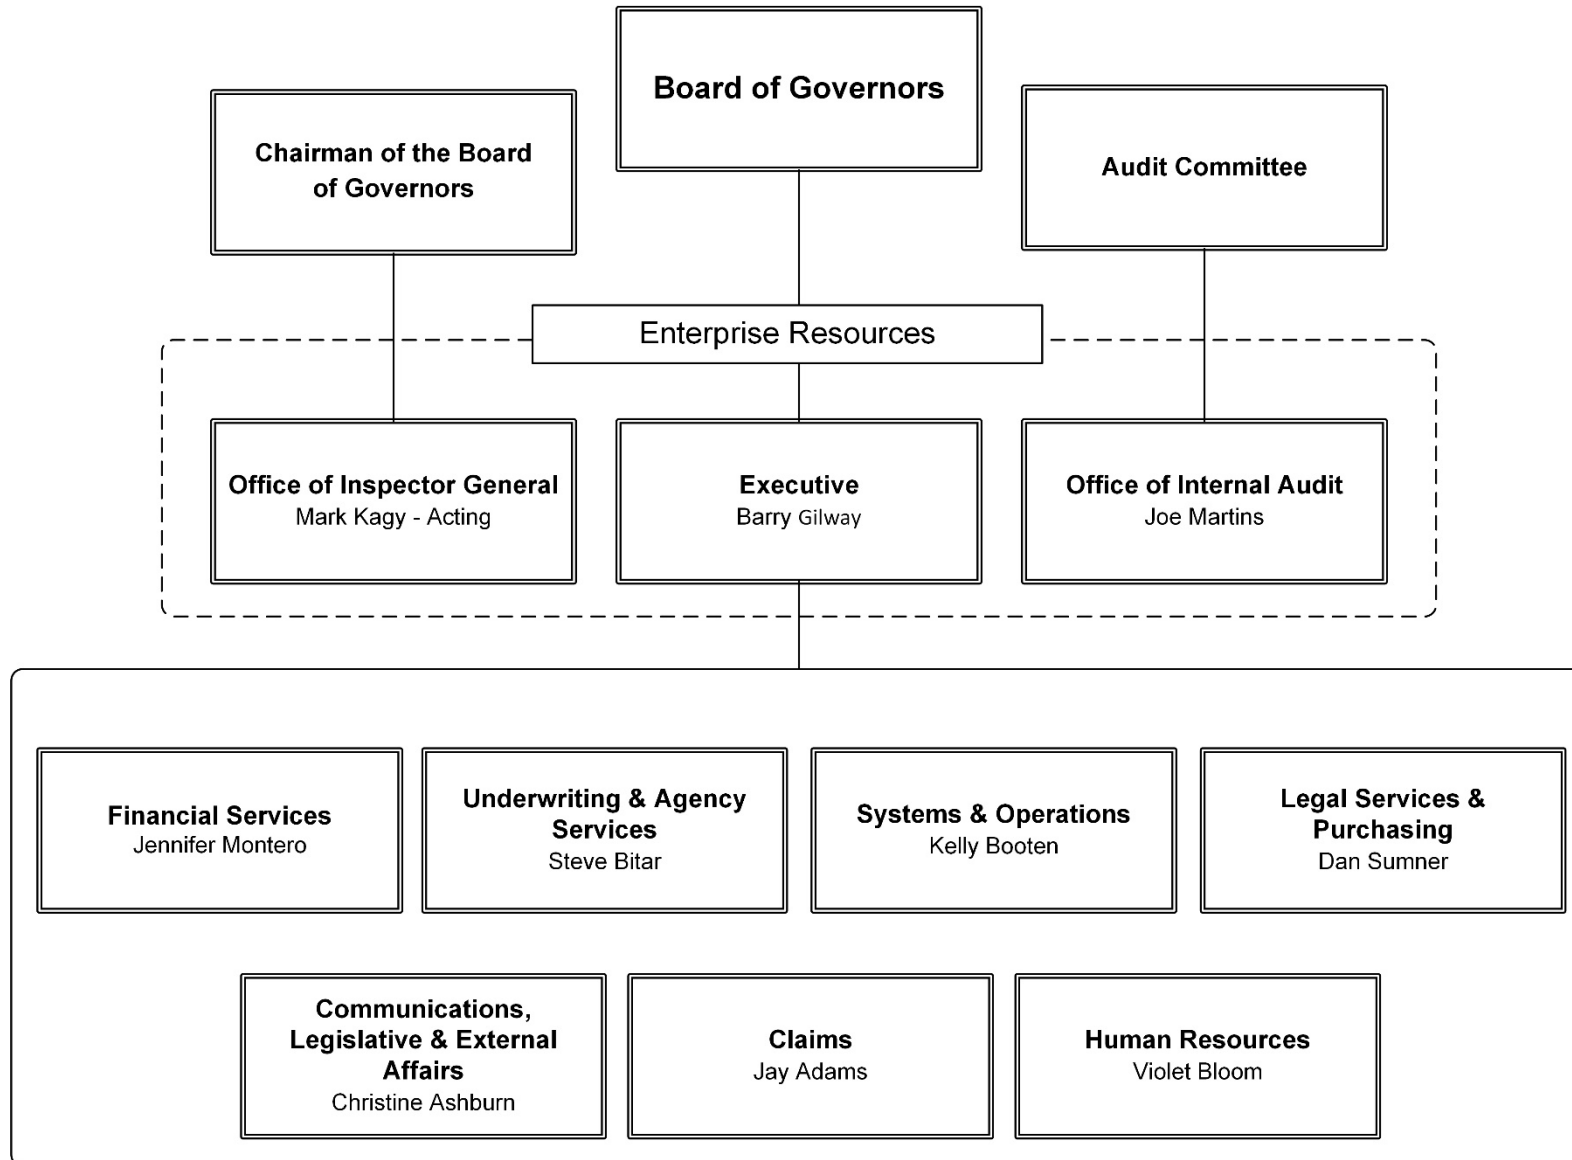 Board of Governors
Chairman of the Board
of Governors
Audit Committee
Enterprise Resources
Office of Inspector General
Mark Kagy - Acting
Executive
Barry Gilway
Office of Internal Audit
Joe Martins
Financial Services
Jennifer Montero
Underwriting & Agency
Services
Steve Bitar
Systems & Operations
Kelly Booten
Legal Services &
Purchasing
Dan Sumner
Communications,
Legislative & External
Affairs
Christine Ashburn
Claims
Jay Adams
Human Resources
Violet Bloom